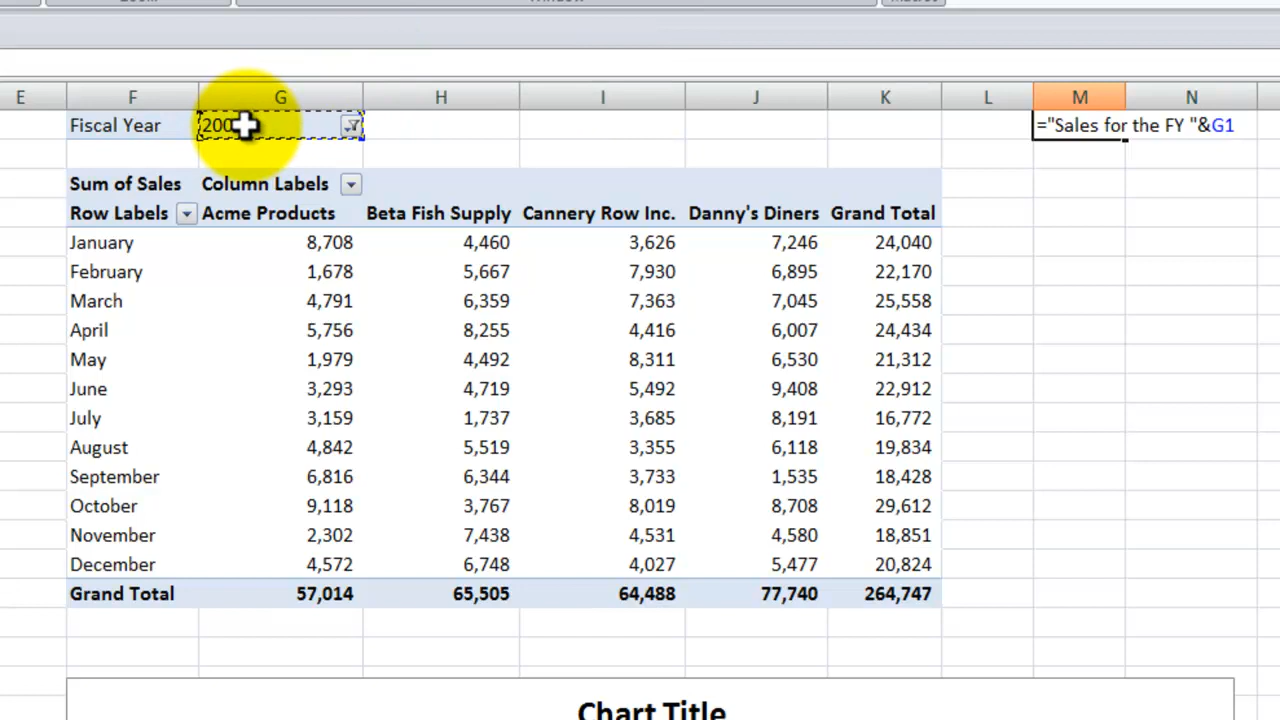 E F G H I J K L M N
Fiscal Year 200 ="Sales for the FY "&G1
Sum of Sales Column Labels
Row Labels Acme Products Beta Fish Supply Cannery Row Inc. Danny's Diners Grand Total
January 8,708 4,460 3,626 7,246 24,040
February 1,678 5,667 7,930 6,895 22,170
March 4,791 6,359 7,363 7,045 25,558
April 5,756 8,255 4,416 6,007 24,434
May 1,979 4,492 8,311 6,530 21,312
June 3,293 4,719 5,492 9,408 22,912
July 3,159 1,737 3,685 8,191 16,772
August 4,842 5,519 3,355 6,118 19,834
September 6,816 6,344 3,733 1,535 18,428
October 9,118 3,767 8,019 8,708 29,612
November 2,302 7,438 4,531 4,580 18,851
December 4,572 6,748 4,027 5,477 20,824
Grand Total 57,014 65,505 64,488 77,740 264,747
Chart Title